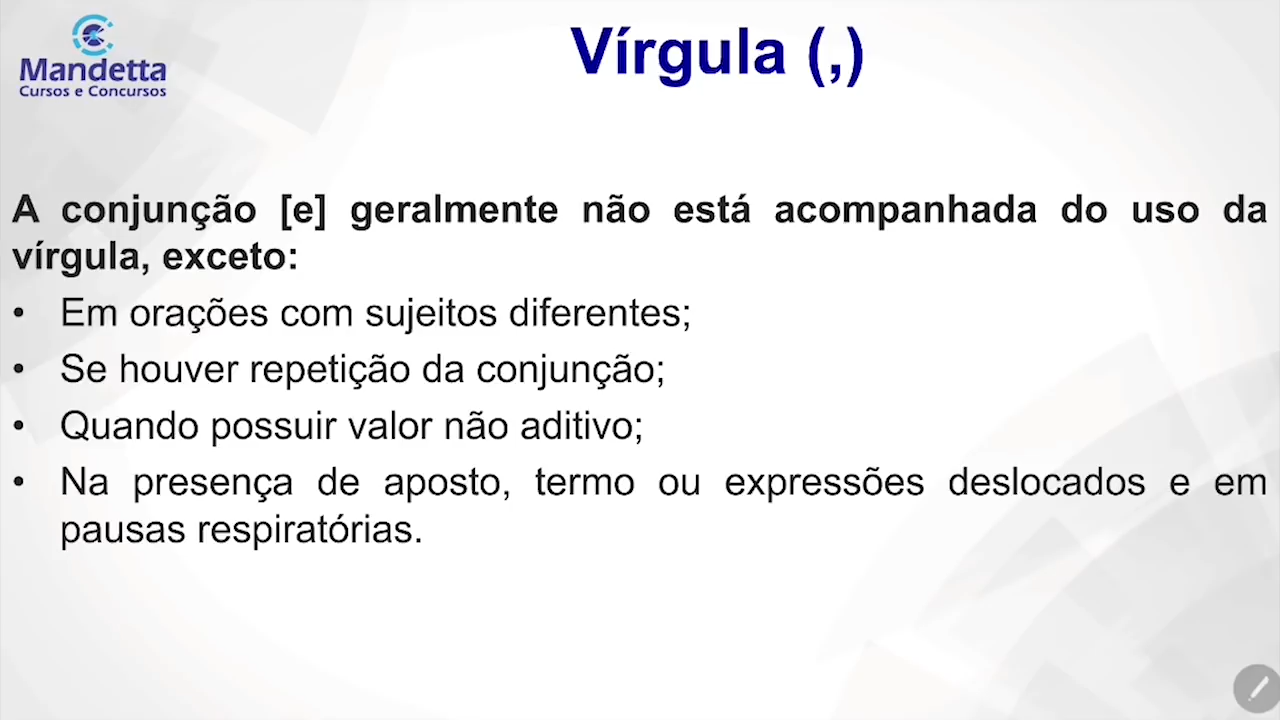 Mandetta
Cursos e Concursos
Vírgula (,)
A conjunção [e] geralmente não está acompanhada do uso da
vírgula, exceto:
• Em orações com sujeitos diferentes;
• Se houver repetição da conjunção;
• Quando possuir valor não aditivo;
• Na presença de aposto, termo ou expressões deslocados e em
pausas respiratórias.